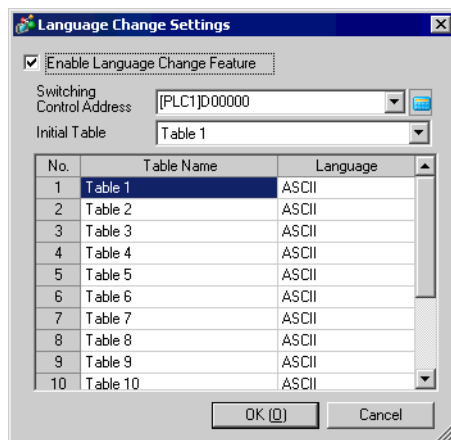 Language Change Settings
Enable Language Change Feature
Switching
Control Address [PLC1]D00000
Initial Table Table 1
No. Table Name Language
1 Table 1 ASCII
2 Table 2 ASCII
3 Table 3 ASCII
4 Table 4 ASCII
5 Table 5 ASCII
6 Table 6 ASCII
7 Table 7 ASCII
8 Table 8 ASCII
9 Table 9 ASCII
10 Table 10 ASCII
OK (O) Cancel